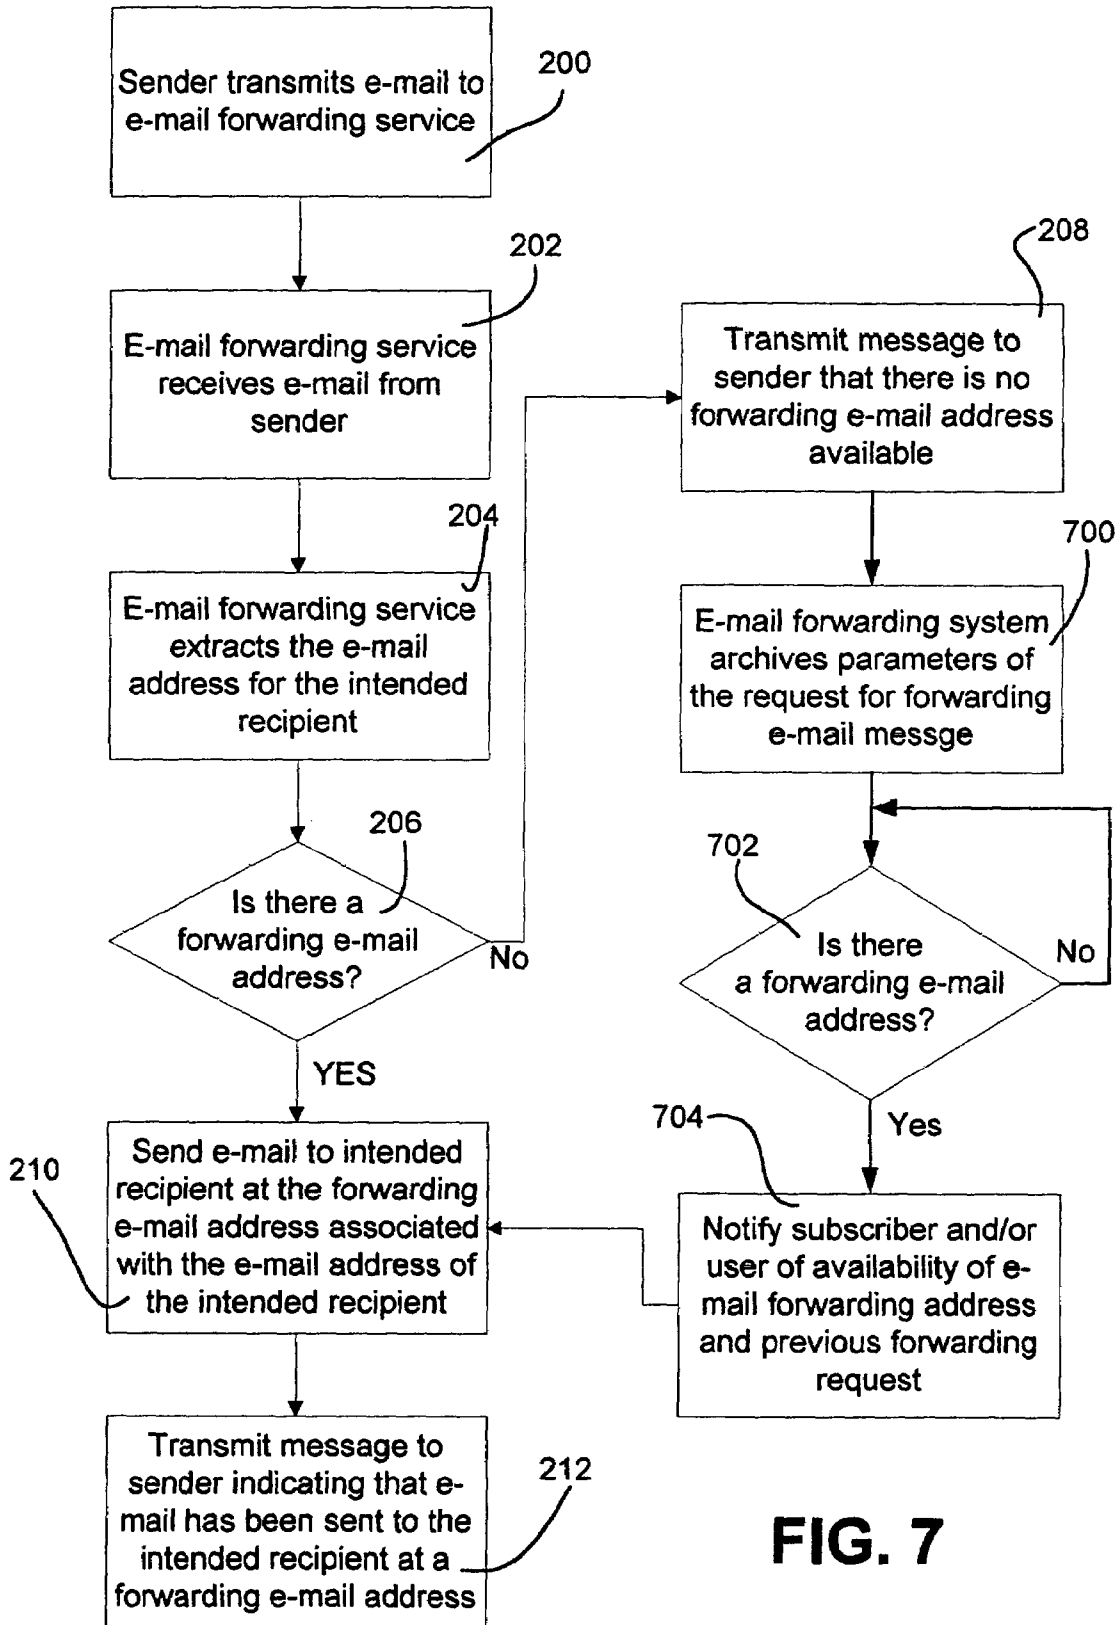 Sender transmits e-mail to
e-mail forwarding service
200
202
E-mail forwarding service
receives e-mail from
sender
204
E-mail forwarding service
extracts the e-mail
address for the intended
recipient
206
Is there a
forwarding e-mail
address?
No
YES
210
Send e-mail to intended
recipient at the forwarding
e-mail address associated
with the e-mail address of
the intended recipient
Transmit message to
sender indicating that e-
mail has been sent to the
intended recipient at a
forwarding e-mail address
212
208
Transmit message to
sender that there is no
forwarding e-mail address
available
700
E-mail forwarding system
archives parameters of
the request for forwarding
e-mail messge
702
Is there
a forwarding e-mail
address?
No
Yes
704
Notify subscriber and/or
user of availability of e-
mail forwarding address
and previous forwarding
request
FIG. 7